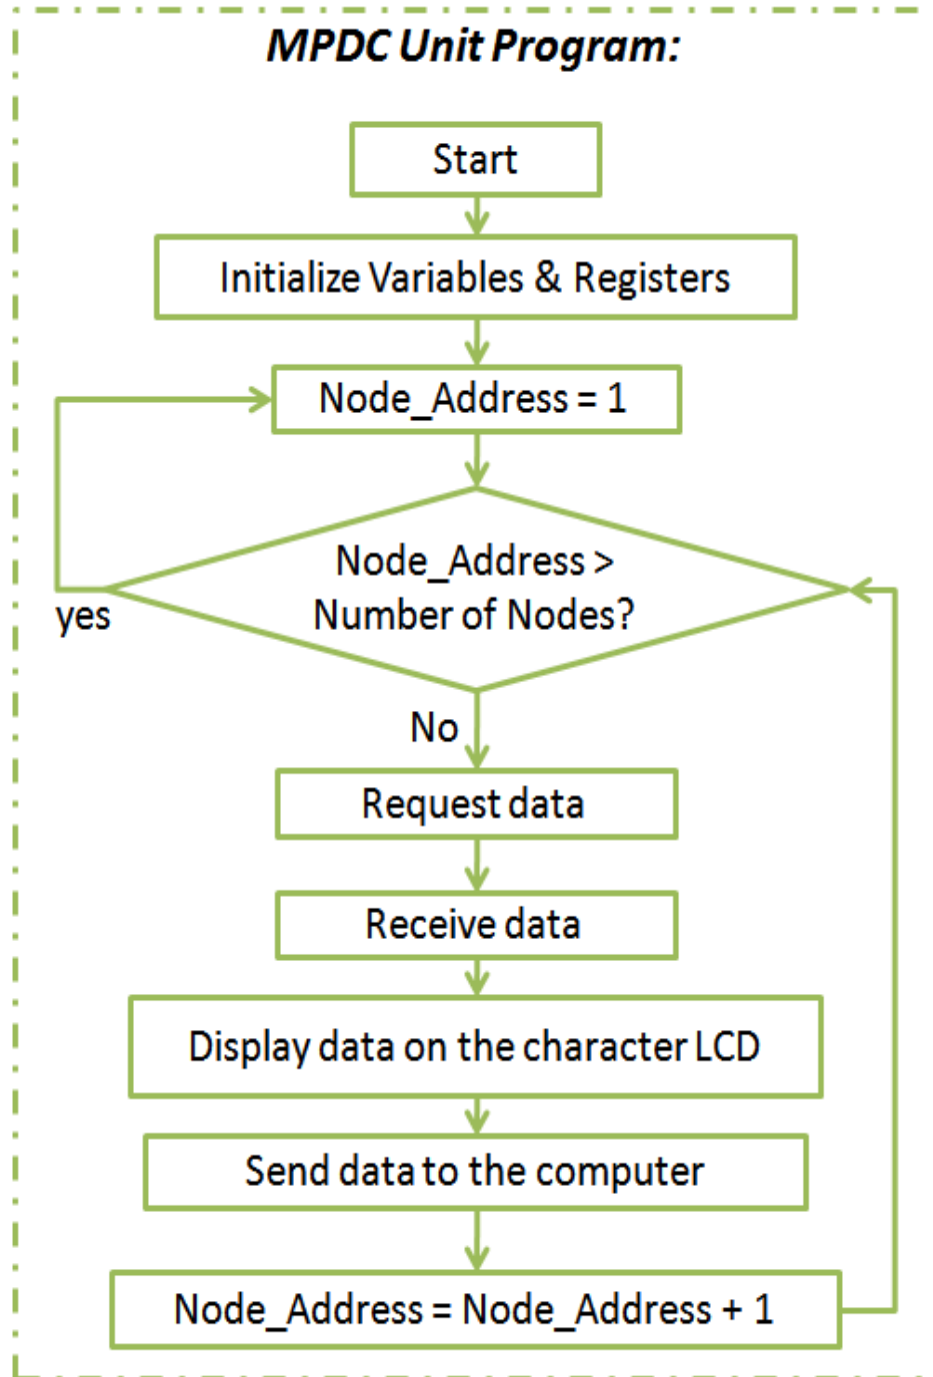 MPDC Unit Program:
Start
Initialize Variables & Registers
Node_Address = 1
Node_Address >
Number of Nodes?
yes
No
Request data
Receive data
Display data on the character LCD
Send data to the computer
Node_Address = Node_Address + 1